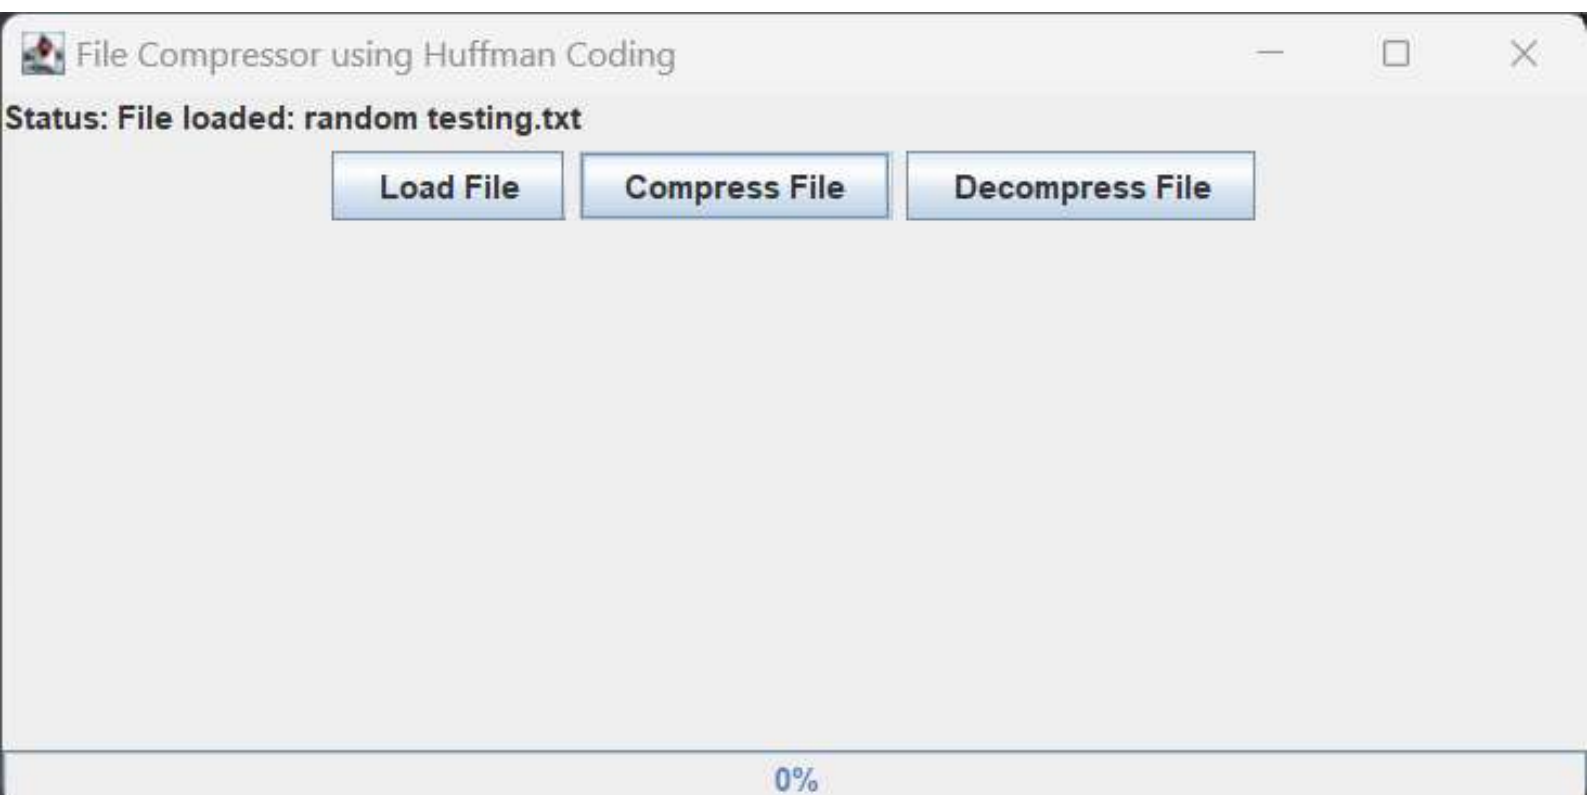 File Compressor using Huffman Coding
Status: File loaded: random testing.txt
Load File Compress File Decompress File
0%